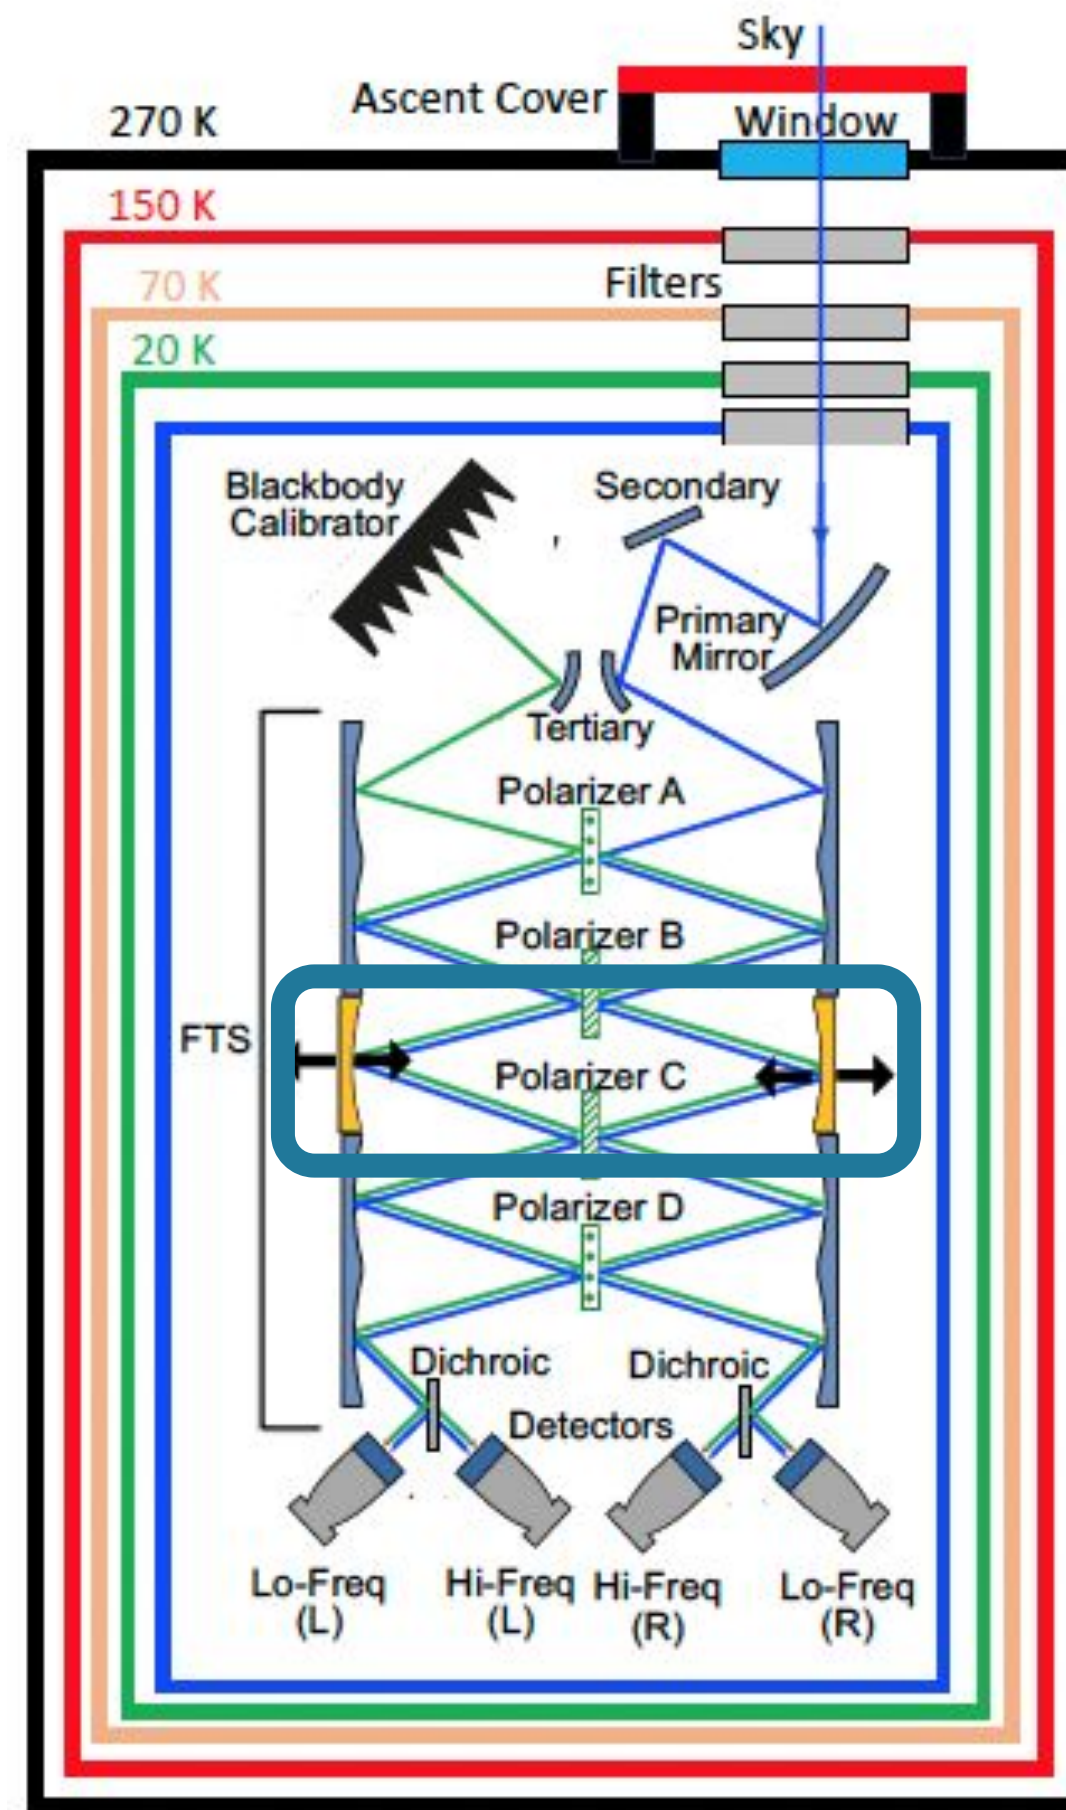 Sky
Ascent Cover
Window
270 K
150 K
Filters
70 K
20 K
Blackbody
Calibrator
Secondary
Primary
Mirror
Tertiary
Polarizer A
Polarizer B
FTS
Polarizer C
Polarizer D
Dichroic
Dichroic
Detectors
Lo-Freq
(L)
Hi-Freq
(L)
Hi-Freq
(R)
Lo-Freq
(R)